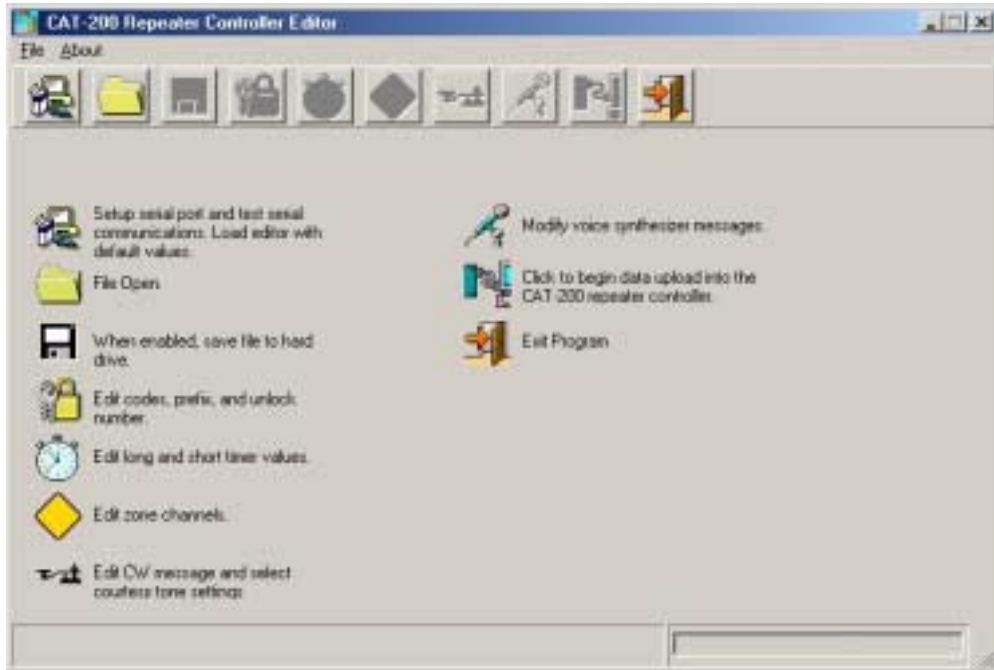 CAT-200 Repeater Controller Editor
File About
Setup serial port and test serial
communications. Load editor with
default values.
File Open.
When enabled, save file to hard
drive.
Edit codes, prefix, and unlock
number.
Edit long and short timer values.
Edit zone channels.
Edit CW message and select
courtesy tone settings
Modify voice synthesizer messages.
Click to begin data upload into the
CAT-200 repeater controller.
Exit Program